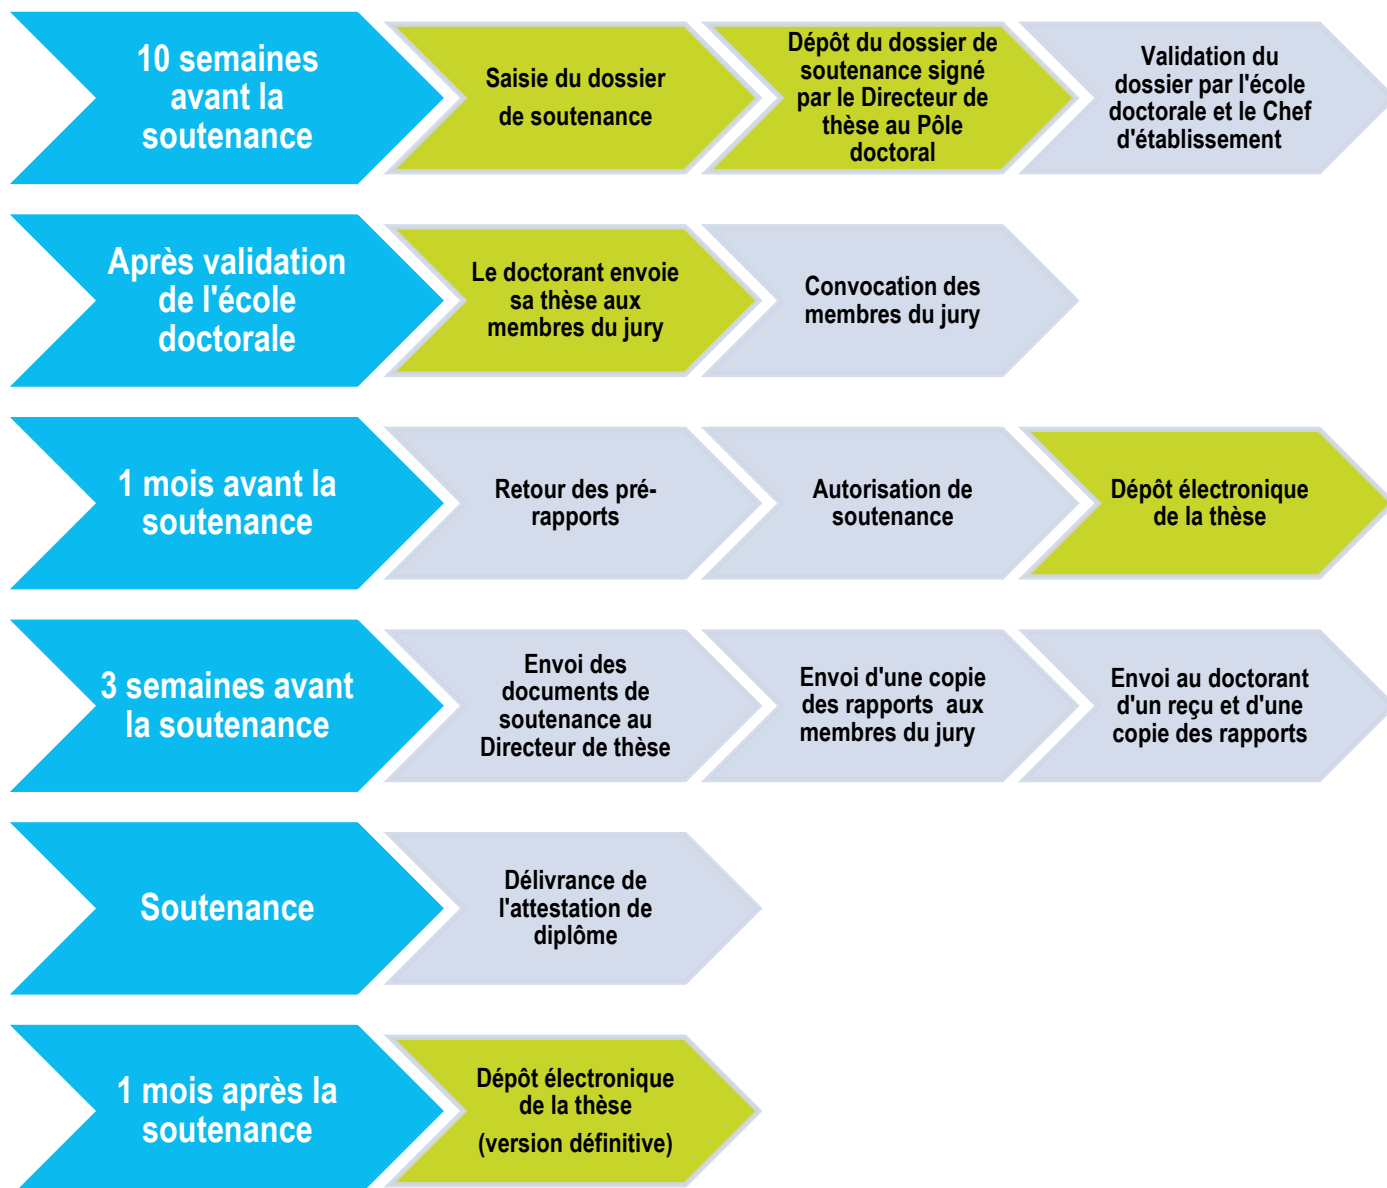 10 semaines
avant la
soutenance
Saisie du dossier
de soutenance
Dépôt du dossier de
soutenance signé
par le Directeur de
thèse au Pôle
doctoral
Validation du
dossier par l'école
doctorale et le Chef
d'établissement
Après validation
de l'école
doctorale
Le doctorant envoie
sa thèse aux
membres du jury
Convocation des
membres du jury
1 mois avant la
soutenance
Retour des pré-
rapports
Autorisation de
soutenance
Dépôt électronique
de la thèse
3 semaines avant
la soutenance
Envoi des
documents de
soutenance au
Directeur de thèse
Envoi d'une copie
des rapports aux
membres du jury
Envoi au doctorant
d'un reçu et d'une
copie des rapports
Soutenance
Délivrance de
l'attestation de
diplôme
1 mois après la
soutenance
Dépôt électronique
de la thèse
(version définitive)